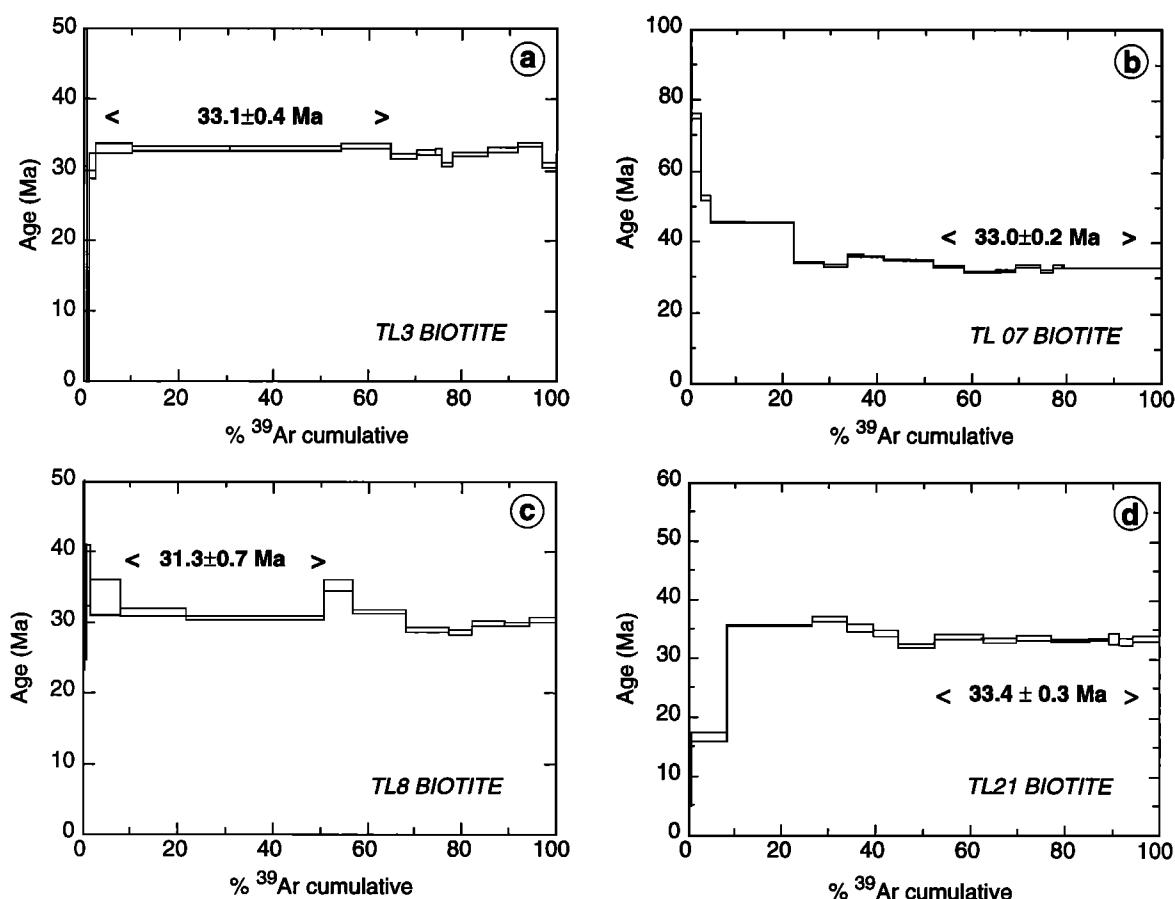 50
40
30
20
10
0
Age (Ma)
a
< 33.1±0.4 Ma >
TL3 BIOTITE
0 20 40 60 80 100
% ³⁹Ar cumulative
100
80
60
40
20
0
Age (Ma)
b
< 33.0±0.2 Ma >
TL 07 BIOTITE
0 20 40 60 80 100
% ³⁹Ar cumulative
50
40
30
20
10
0
Age (Ma)
c
< 31.3±0.7 Ma >
TL8 BIOTITE
0 20 40 60 80 100
% ³⁹Ar cumulative
60
50
40
30
20
10
0
Age (Ma)
d
< 33.4 ± 0.3 Ma >
TL21 BIOTITE
0 20 40 60 80 100
% ³⁹Ar cumulative